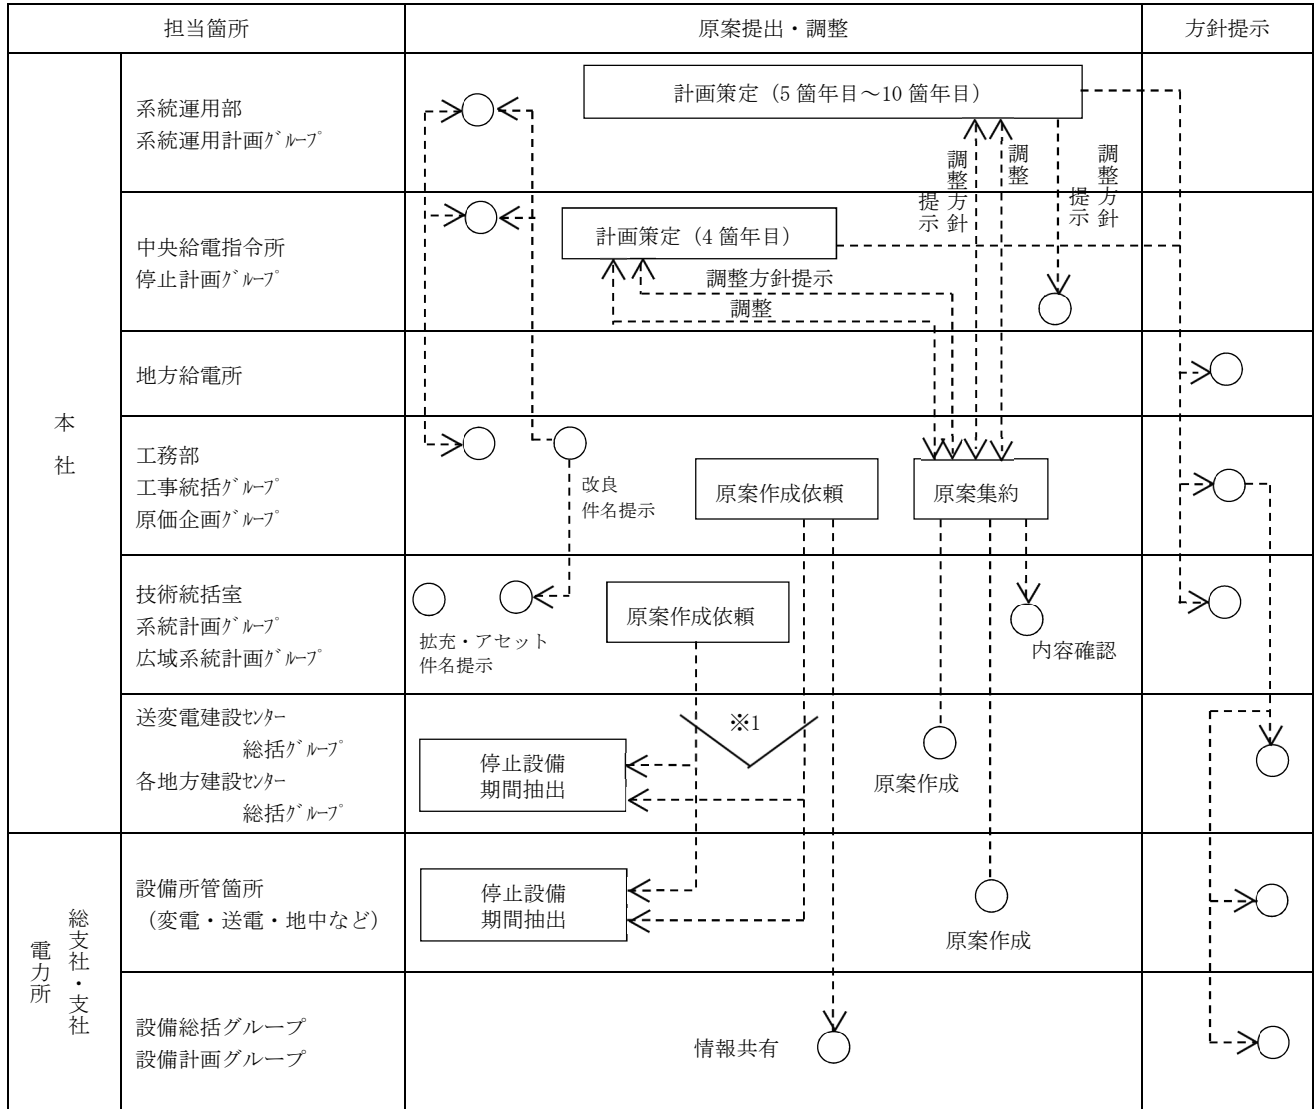 担当箇所
原案提出・調整
方針提示
本社
系統運用部
系統運用計画ｸﾞﾙｰﾌﾟ
計画策定（5 箇年目～10 箇年目）
調整方針
提示
調整
調整方針
提示
中央給電指令所
停止計画ｸﾞﾙｰﾌﾟ
計画策定（4 箇年目）
調整方針提示
調整
地方給電所
工務部
工事統括ｸﾞﾙｰﾌﾟ
原価企画ｸﾞﾙｰﾌﾟ
改良
件名提示
原案作成依頼
原案集約
技術統括室
系統計画ｸﾞﾙｰﾌﾟ
広域系統計画ｸﾞﾙｰﾌﾟ
拡充・アセット
件名提示
原案作成依頼
内容確認
送変電建設ｾﾝﾀｰ
総括ｸﾞﾙｰﾌﾟ
各地方建設ｾﾝﾀｰ
総括ｸﾞﾙｰﾌﾟ
停止設備
期間抽出
※1
原案作成
総支社・支社
電力所
設備所管箇所
（変電・送電・地中など）
停止設備
期間抽出
原案作成
設備総括グループ
設備計画グループ
情報共有